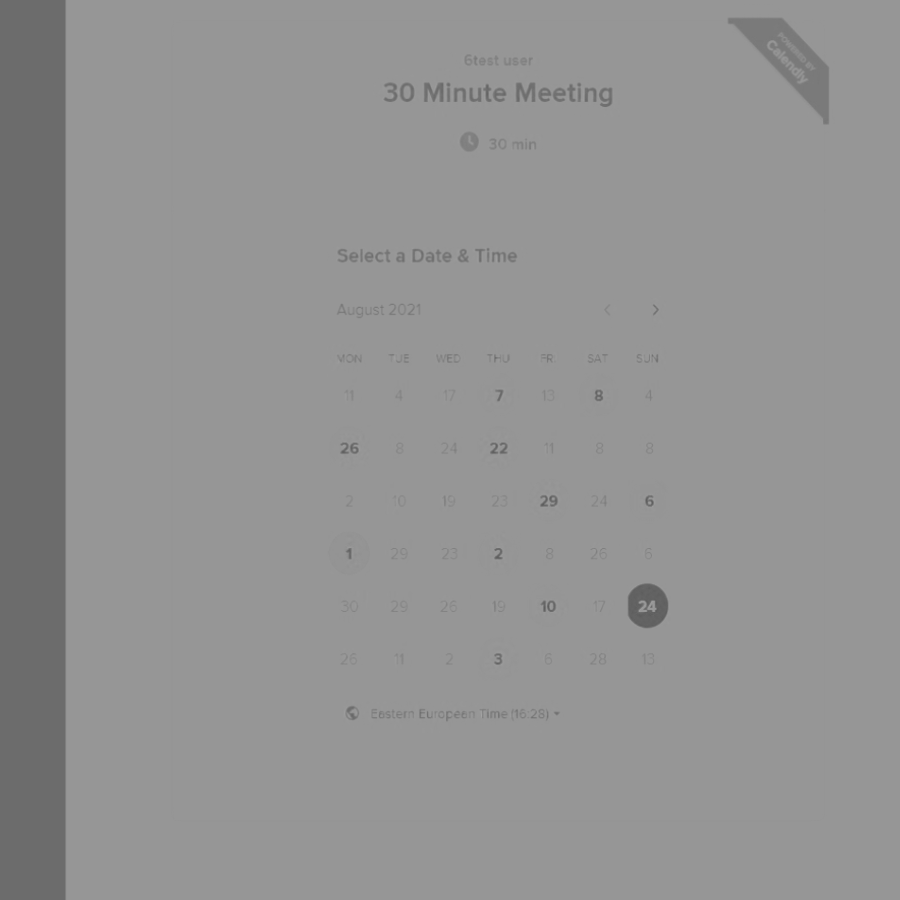 POWERED BY
Calendly
6test user
30 Minute Meeting
30 min
Select a Date & Time
August 2021
MON TUE WED THU FR. SAT SUN
11 4 17 7 13 8 4
26 8 24 22 11 8 8
2 10 19 23 29 24 6
1 29 23 2 8 26 6
30 29 26 19 10 17 24
26 11 2 3 6 28 13
Eastern European Time (16:28)